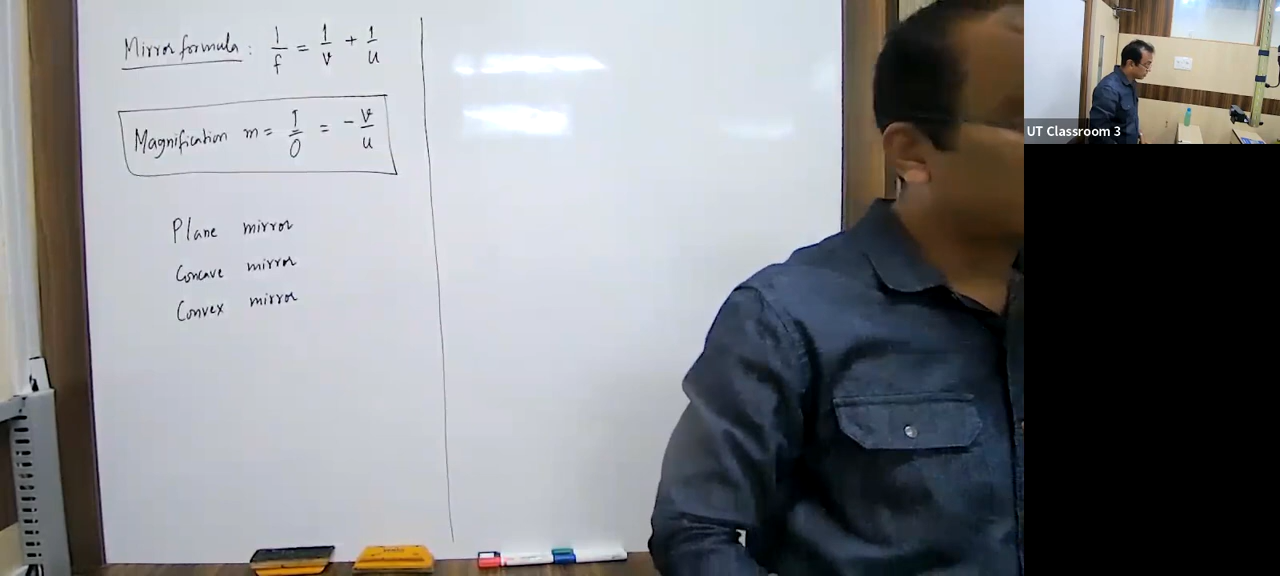 Mirror formula : 1/f = 1/v + 1/u
Magnification m = I/O = - v/u
Plane mirror
Concave mirror
Convex mirror
UT Classroom 3